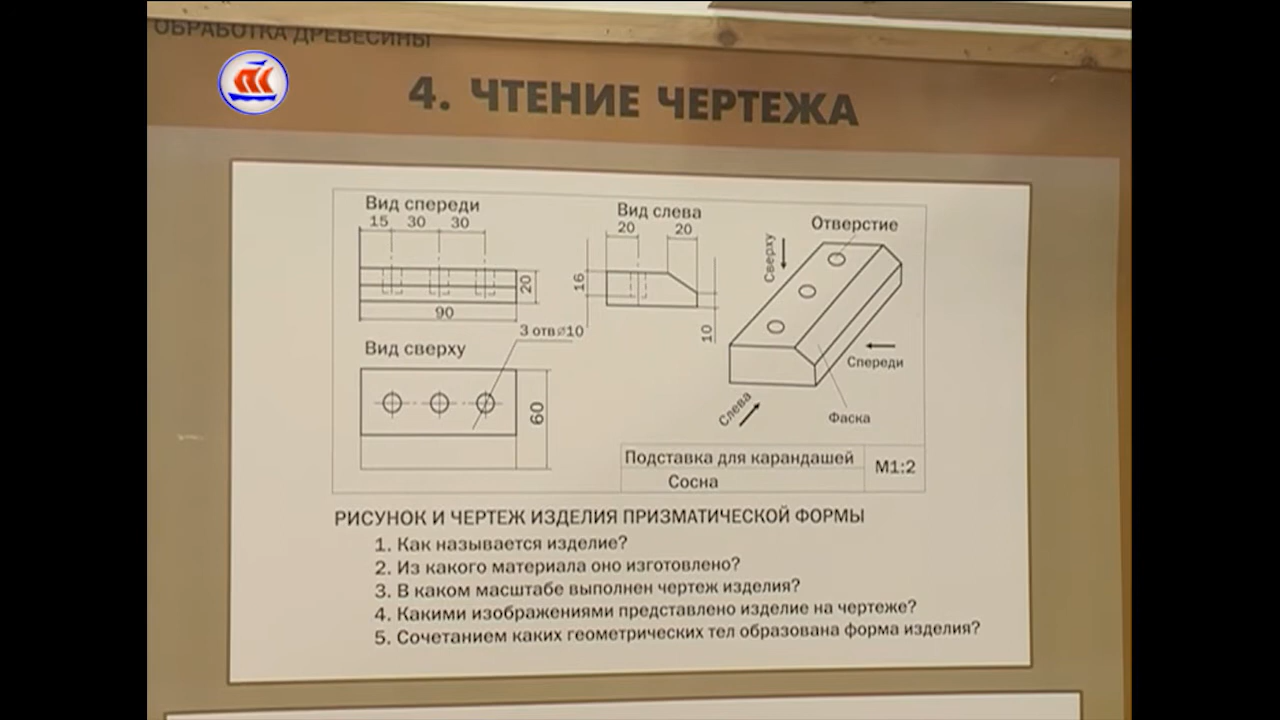 ОБРАБОТКА ДРЕВЕСИНЫ
4. ЧТЕНИЕ ЧЕРТЕЖА
Вид спереди
15 30 30
20
90
Вид слева
20 20
16
10
Отверстие
Сверху
Спереди
Слева
Фаска
3 отв⌀10
Вид сверху
60
Подставка для карандашей
Сосна
М1:2
РИСУНОК И ЧЕРТЕЖ ИЗДЕЛИЯ ПРИЗМАТИЧЕСКОЙ ФОРМЫ
1. Как называется изделие?
2. Из какого материала оно изготовлено?
3. В каком масштабе выполнен чертеж изделия?
4. Какими изображениями представлено изделие на чертеже?
5. Сочетанием каких геометрических тел образована форма изделия?